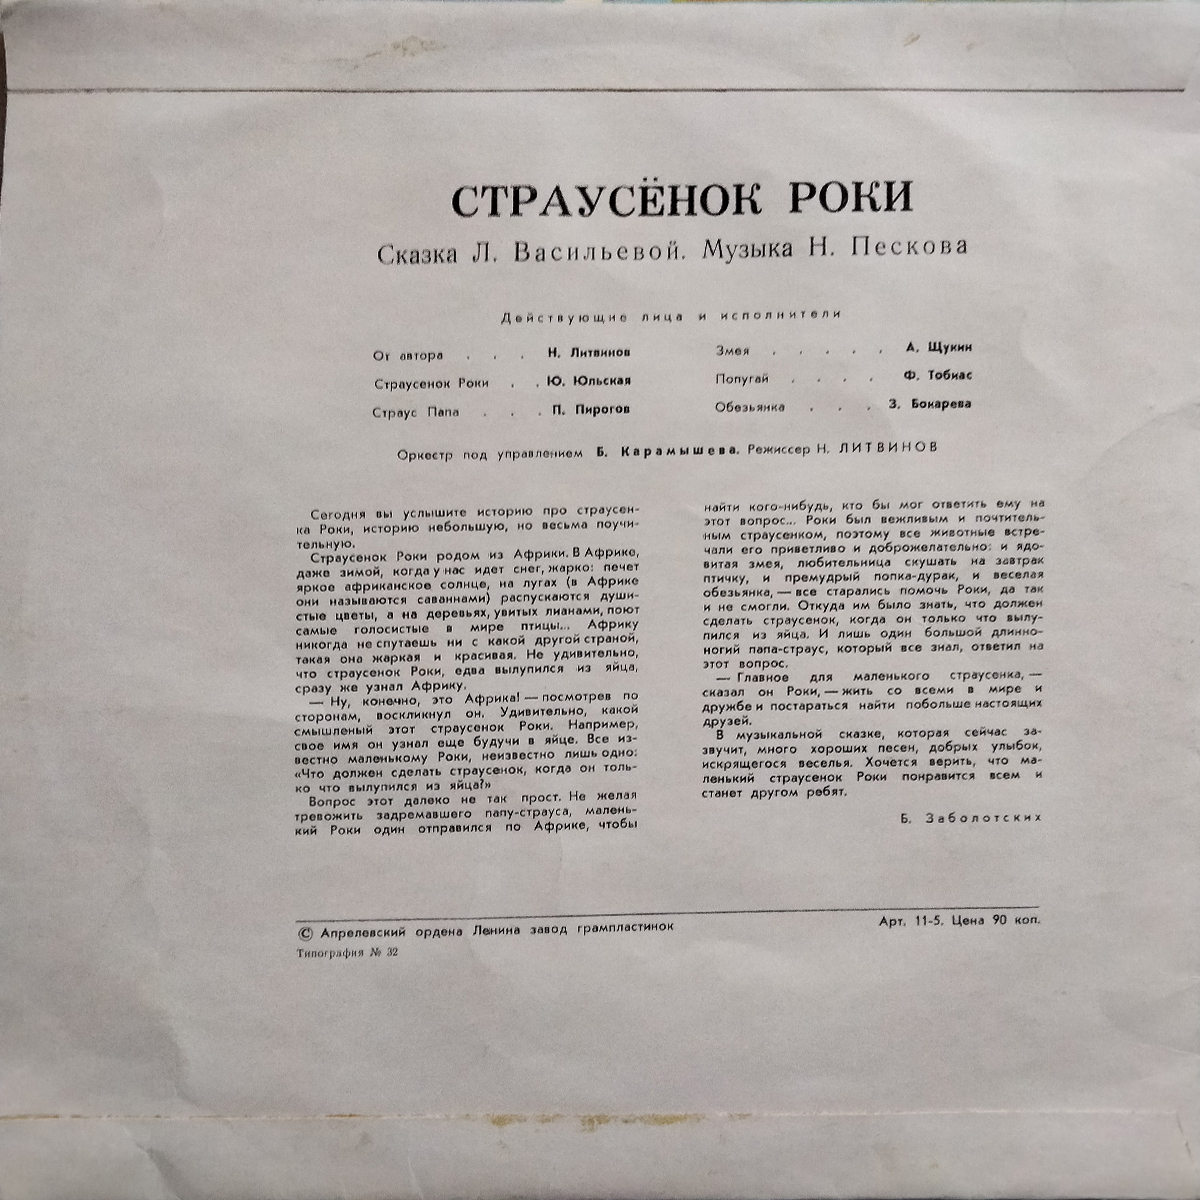 СТРАУСЁНОК РОКИ
Сказка Л. Васильевой. Музыка Н. Пескова
Действующие лица и исполнители
От автора . . . Н. Литвинов
Страусенок Роки . . Ю. Юльская
Страус Папа . . . П. Пирогов
Змея . . . . . А. Щукин
Попугай . . . . Ф. Тобиас
Обезьянка . . . З. Бокарева
Оркестр под управлением Б. Карамышева. Режиссер Н. ЛИТВИНОВ
Сегодня вы услышите историю про страусен-
ка Роки, историю небольшую, но весьма поучи-
тельную.
Страусенок Роки родом из Африки. В Африке,
даже зимой, когда у нас идет снег, жарко: печет
яркое африканское солнце, на лугах (в Африке
они называются саваннами) распускаются души-
стые цветы, а на деревьях, увитых лианами, поют
самые голосистые в мире птицы... Африку
никогда не спутаешь ни с какой другой страной,
такая она жаркая и красивая. Не удивительно,
что страусенок Роки, едва вылупился из яйца,
сразу же узнал Африку.
— Ну, конечно, это Африка! — посмотрев по
сторонам, воскликнул он. Удивительно, какой
смышленый этот страусенок Роки. Например,
свое имя он узнал еще будучи в яйце. Все из-
вестно маленькому Роки, неизвестно лишь одно:
«Что должен сделать страусенок, когда он толь-
ко что вылупился из яйца?»
Вопрос этот далеко не так прост. Не желая
тревожить задремавшего папу-страуса, малень-
кий Роки один отправился по Африке, чтобы
найти кого-нибудь, кто бы мог ответить ему на
этот вопрос... Роки был вежливым и почтитель-
ным страусенком, поэтому все животные встре-
чали его приветливо и доброжелательно: и ядо-
витая змея, любительница скушать на завтрак
птичку, и премудрый попка-дурак, и веселая
обезьянка, — все старались помочь Роки, да так
и не смогли. Откуда им было знать, что должен
сделать страусенок, когда он только что вылу-
пился из яйца. И лишь один большой длинно-
ногий папа-страус, который все знал, ответил на
этот вопрос.
— Главное для маленького страусенка, —
сказал он Роки, — жить со всеми в мире и
дружбе и постараться найти побольше настоящих
друзей.
В музыкальной сказке, которая сейчас за-
звучит, много хороших песен, добрых улыбок,
искрящегося веселья. Хочется верить, что ма-
ленький страусенок Роки понравится всем и
станет другом ребят.
Б. Заболотских
© Апрелевский ордена Ленина завод грампластинок
Арт. 11-5. Цена 90 коп.
Типография № 32